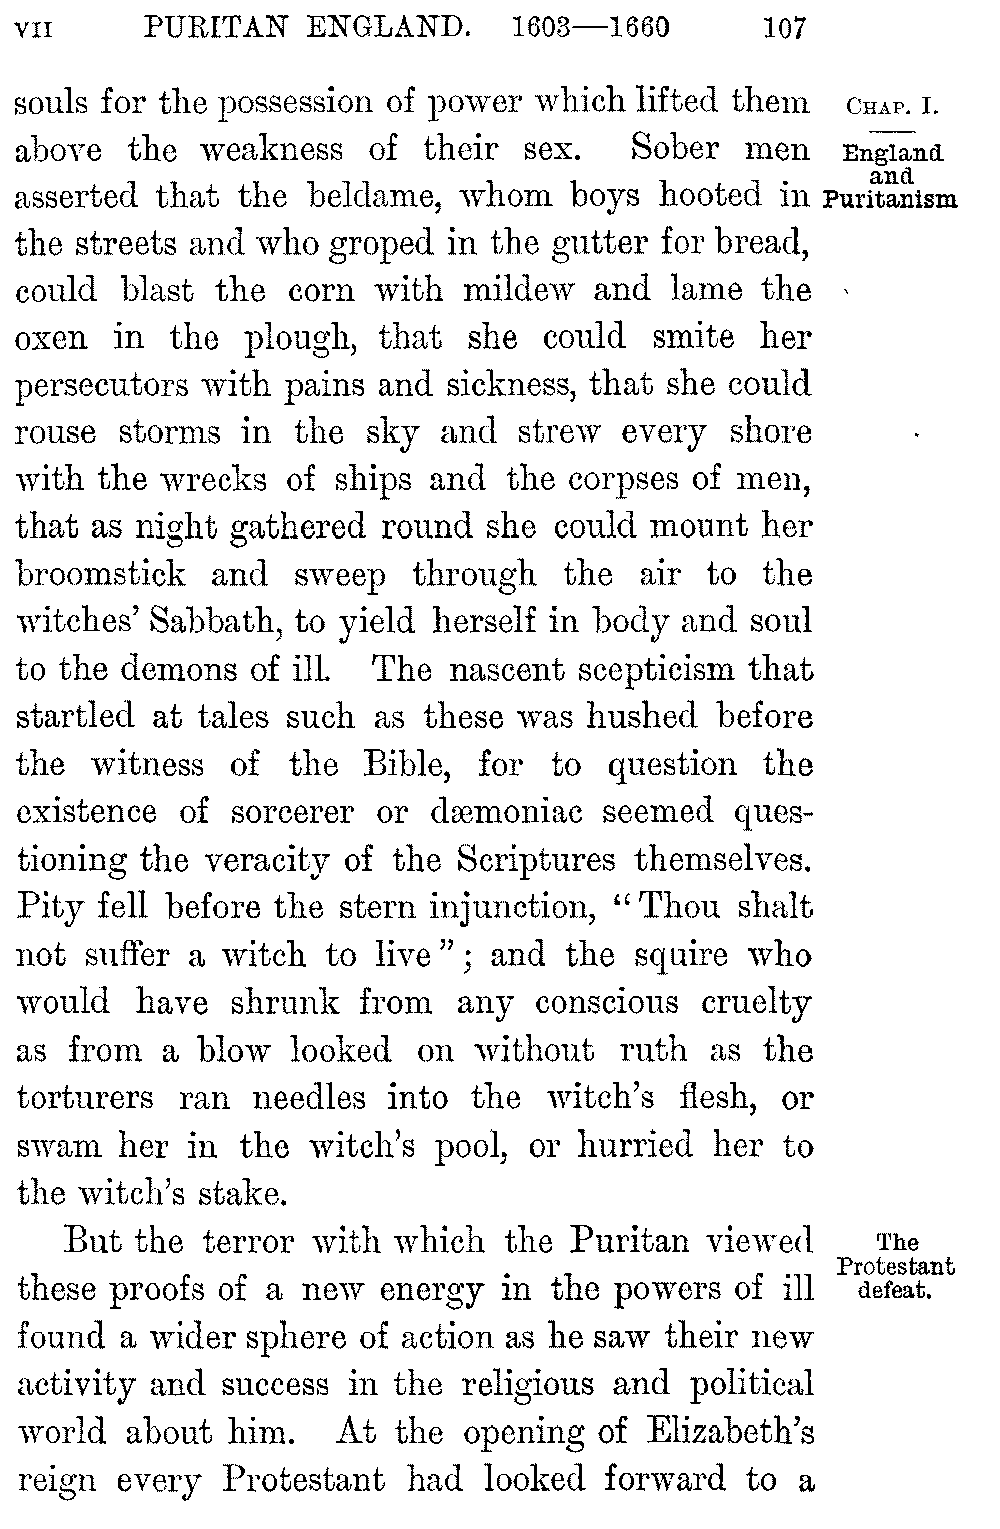 VII PURITAN ENGLAND. 1603—1660 107
souls for the possession of power which lifted them
above the weakness of their sex. Sober men
asserted that the beldame, whom boys hooted in
the streets and who groped in the gutter for bread,
could blast the corn with mildew and lame the
oxen in the plough, that she could smite her
persecutors with pains and sickness, that she could
rouse storms in the sky and strew every shore
with the wrecks of ships and the corpses of men,
that as night gathered round she could mount her
broomstick and sweep through the air to the
witches' Sabbath, to yield herself in body and soul
to the demons of ill. The nascent scepticism that
startled at tales such as these was hushed before
the witness of the Bible, for to question the
existence of sorcerer or dæmoniac seemed ques-
tioning the veracity of the Scriptures themselves.
Pity fell before the stern injunction, "Thou shalt
not suffer a witch to live"; and the squire who
would have shrunk from any conscious cruelty
as from a blow looked on without ruth as the
torturers ran needles into the witch's flesh, or
swam her in the witch's pool, or hurried her to
the witch's stake.
But the terror with which the Puritan viewed
these proofs of a new energy in the powers of ill
found a wider sphere of action as he saw their new
activity and success in the religious and political
world about him. At the opening of Elizabeth's
reign every Protestant had looked forward to a
CHAP. I.
England
and
Puritanism
The
Protestant
defeat.